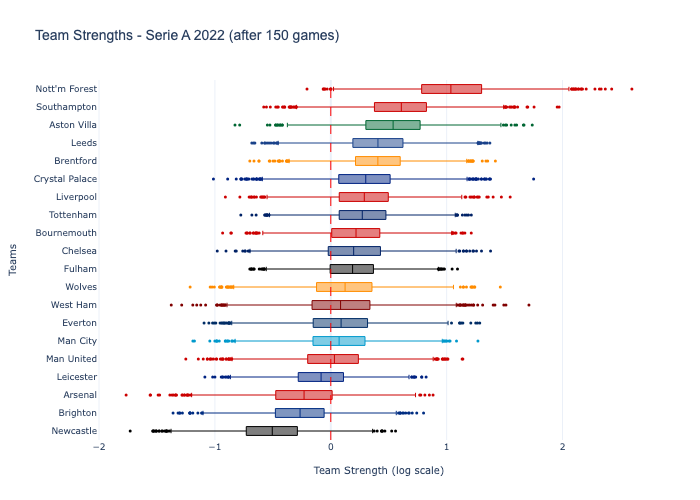 Team Strengths - Serie A 2022 (after 150 games)
Nott'm Forest
Southampton
Aston Villa
Leeds
Brentford
Crystal Palace
Liverpool
Tottenham
Bournemouth
Chelsea
Fulham
Wolves
West Ham
Everton
Man City
Man United
Leicester
Arsenal
Brighton
Newcastle
Teams
−2 −1 0 1 2
Team Strength (log scale)